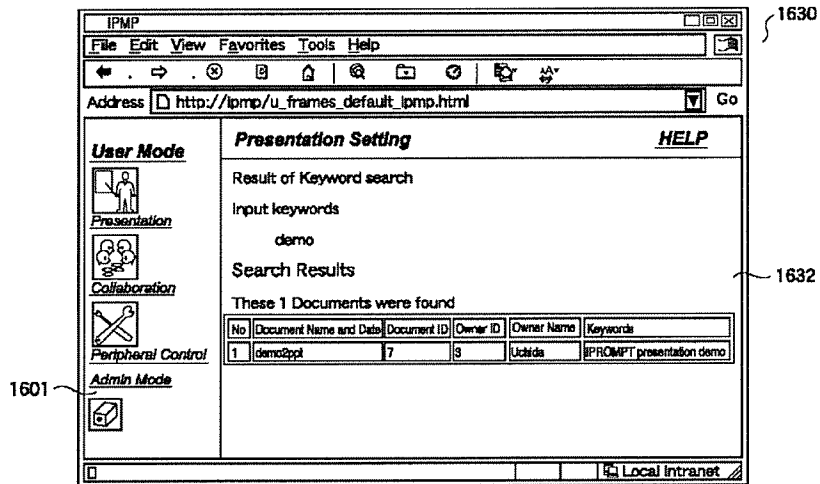 IPMP
1630
File Edit View Favorites Tools Help
Address http://ipmp/u_frames_default_ipmp.html Go
User Mode
Presentation
Collaboration
Peripheral Control
Admin Mode
1601
Presentation Setting HELP
Result of Keyword search
Input keywords
demo
Search Results
1632
These 1 Documents were found
No Document Name and Date Document ID Owner ID Owner Name Keywords
1 demo2ppt 7 3 Uchida IPROMPT presentation demo
Local intranet